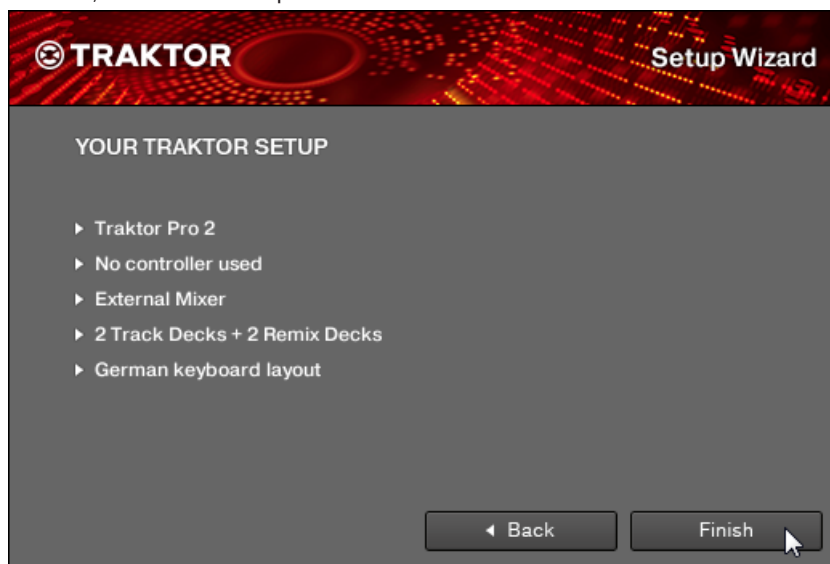 TRAKTOR
Setup Wizard
YOUR TRAKTOR SETUP
Traktor Pro 2
No controller used
External Mixer
2 Track Decks + 2 Remix Decks
German keyboard layout
Back
Finish